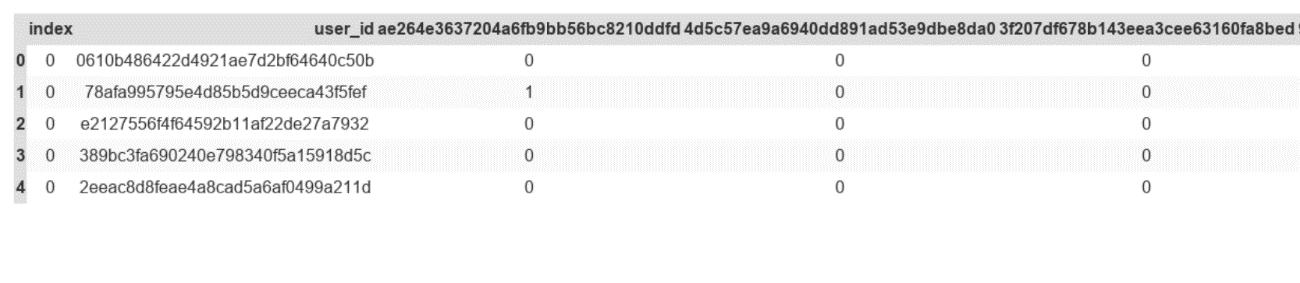 index user_id ae264e3637204a6fb9bb56bc8210ddfd 4d5c57ea9a6940dd891ad53e9dbe8da0 3f207df678b143eea3cee63160fa8bed
0 0 0610b486422d4921ae7d2bf64640c50b 0 0 0
1 0 78afa995795e4d85b5d9ceeca43f5fef 1 0 0
2 0 e2127556f4f64592b11af22de27a7932 0 0 0
3 0 389bc3fa690240e798340f5a15918d5c 0 0 0
4 0 2eeac8d8feae4a8cad5a6af0499a211d 0 0 0